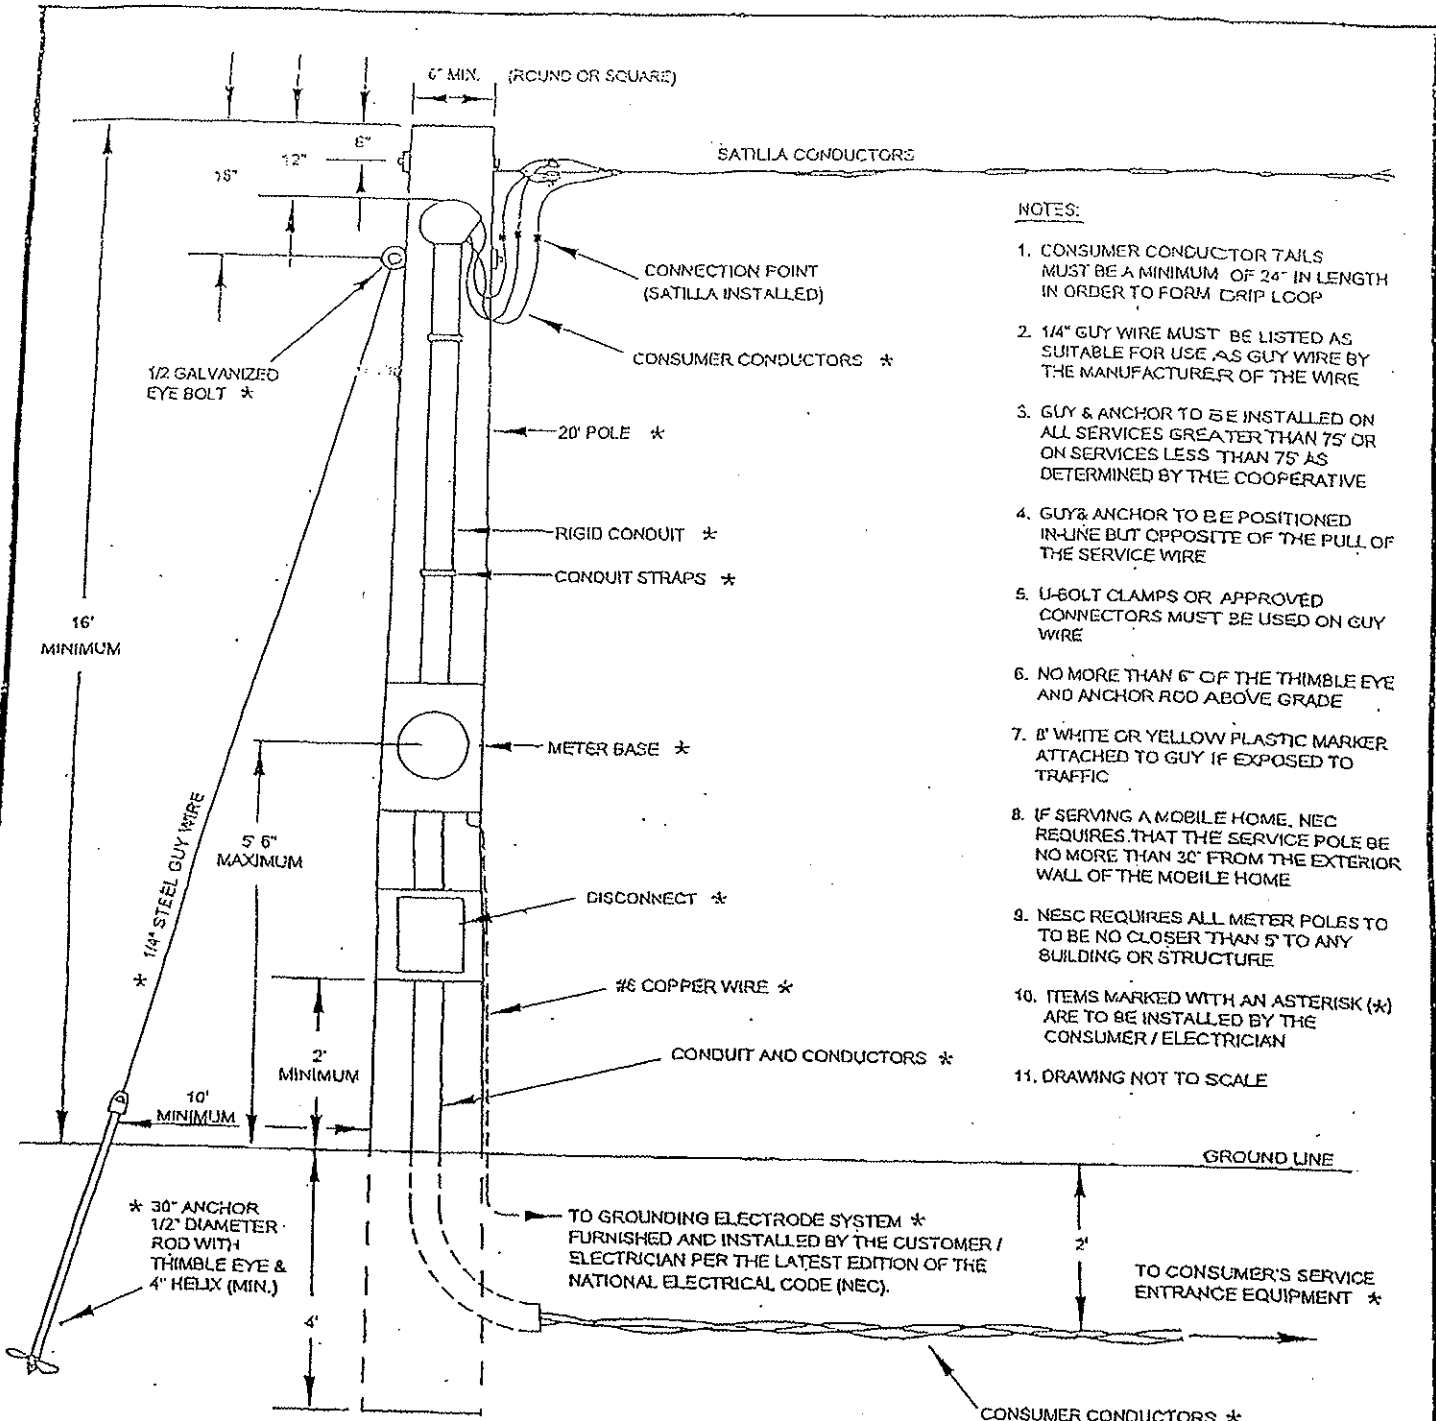 6" MIN. (ROUND OR SQUARE)
12"
SATILLA CONDUCTORS
CONNECTION POINT
(SATILLA INSTALLED)
CONSUMER CONDUCTORS *
1/2 GALVANIZED
EYE BOLT *
20' POLE *
RIGID CONDUIT *
CONDUIT STRAPS *
16'
MINIMUM
METER BASE *
* 1/4" STEEL GUY WIRE
5' 6"
MAXIMUM
DISCONNECT *
#6 COPPER WIRE *
2'
MINIMUM
CONDUIT AND CONDUCTORS *
10'
MINIMUM
GROUND LINE
* 30" ANCHOR
1/2" DIAMETER
ROD WITH
THIMBLE EYE &
4" HELIX (MIN.)
4'
TO GROUNDING ELECTRODE SYSTEM *
FURNISHED AND INSTALLED BY THE CUSTOMER /
ELECTRICIAN PER THE LATEST EDITION OF THE
NATIONAL ELECTRICAL CODE (NEC).
2'
TO CONSUMER'S SERVICE
ENTRANCE EQUIPMENT *
CONSUMER CONDUCTORS *
NOTES:
1. CONSUMER CONDUCTOR TAILS
MUST BE A MINIMUM OF 24" IN LENGTH
IN ORDER TO FORM DRIP LOOP
2. 1/4" GUY WIRE MUST BE LISTED AS
SUITABLE FOR USE AS GUY WIRE BY
THE MANUFACTURER OF THE WIRE
3. GUY & ANCHOR TO BE INSTALLED ON
ALL SERVICES GREATER THAN 75' OR
ON SERVICES LESS THAN 75' AS
DETERMINED BY THE COOPERATIVE
4. GUY& ANCHOR TO BE POSITIONED
IN-LINE BUT OPPOSITE OF THE PULL OF
THE SERVICE WIRE
5. U-BOLT CLAMPS OR APPROVED
CONNECTORS MUST BE USED ON GUY
WIRE
6. NO MORE THAN 6" OF THE THIMBLE EYE
AND ANCHOR ROD ABOVE GRADE
7. 8' WHITE OR YELLOW PLASTIC MARKER
ATTACHED TO GUY IF EXPOSED TO
TRAFFIC
8. IF SERVING A MOBILE HOME, NEC
REQUIRES THAT THE SERVICE POLE BE
NO MORE THAN 30' FROM THE EXTERIOR
WALL OF THE MOBILE HOME
9. NESC REQUIRES ALL METER POLES TO
TO BE NO CLOSER THAN 5' TO ANY
BUILDING OR STRUCTURE
10. ITEMS MARKED WITH AN ASTERISK (*)
ARE TO BE INSTALLED BY THE
CONSUMER / ELECTRICIAN
11. DRAWING NOT TO SCALE